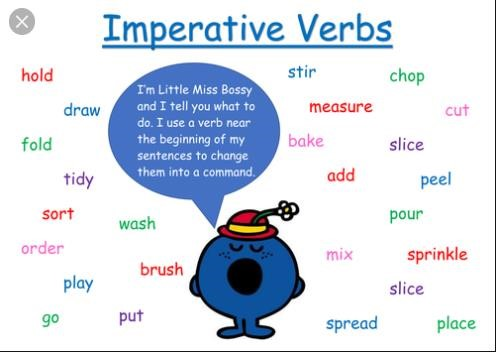 Imperative Verbs
hold
draw
fold
tidy
sort
order
play
go
wash
brush
put
I'm Little Miss Bossy
and I tell you what to
do. I use a verb near
the beginning of my
sentences to change
them into a command.
stir
chop
measure
cut
bake
slice
add
peel
pour
mix
sprinkle
slice
spread
place